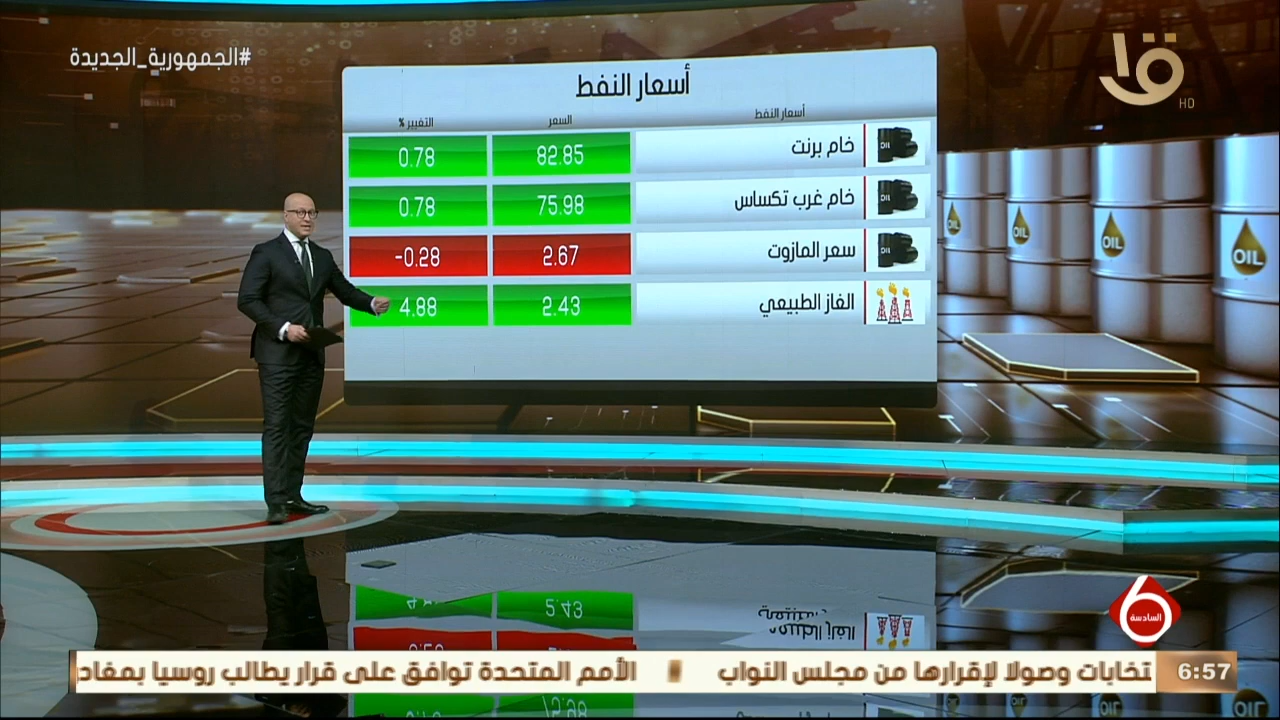 #الجمهورية_الجديدة
HD
أسعار النفط
أسعار النفط السعر التغيير %
خام برنت 82.85 0.78
خام غرب تكساس 75.98 0.78
سعر المازوت 2.67 -0.28
الغاز الطبيعي 2.43 4.88
OIL
OIL
OIL
OIL
6 السادسة
6:57 تخابات وصولا لإقرارها من مجلس النواب الأمم المتحدة توافق على قرار يطالب روسيا بمغاد